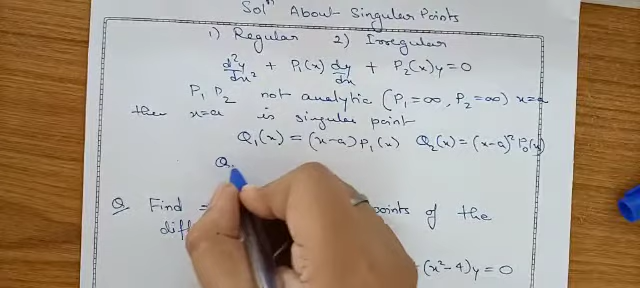 Solⁿ About Singular Points
1) Regular 2) Irregular
d²y/dx² + P₁(x) dy/dx + P₂(x)y = 0
P₁ P₂ not analytic (P₁ = ∞, P₂ = ∞) x=a
then x=a is singular point
Q₁(x) = (x-a) P₁(x) Q₂(x) = (x-a)² P₂(x)
Q
Q Find points of the
diff
(x²-4)y = 0